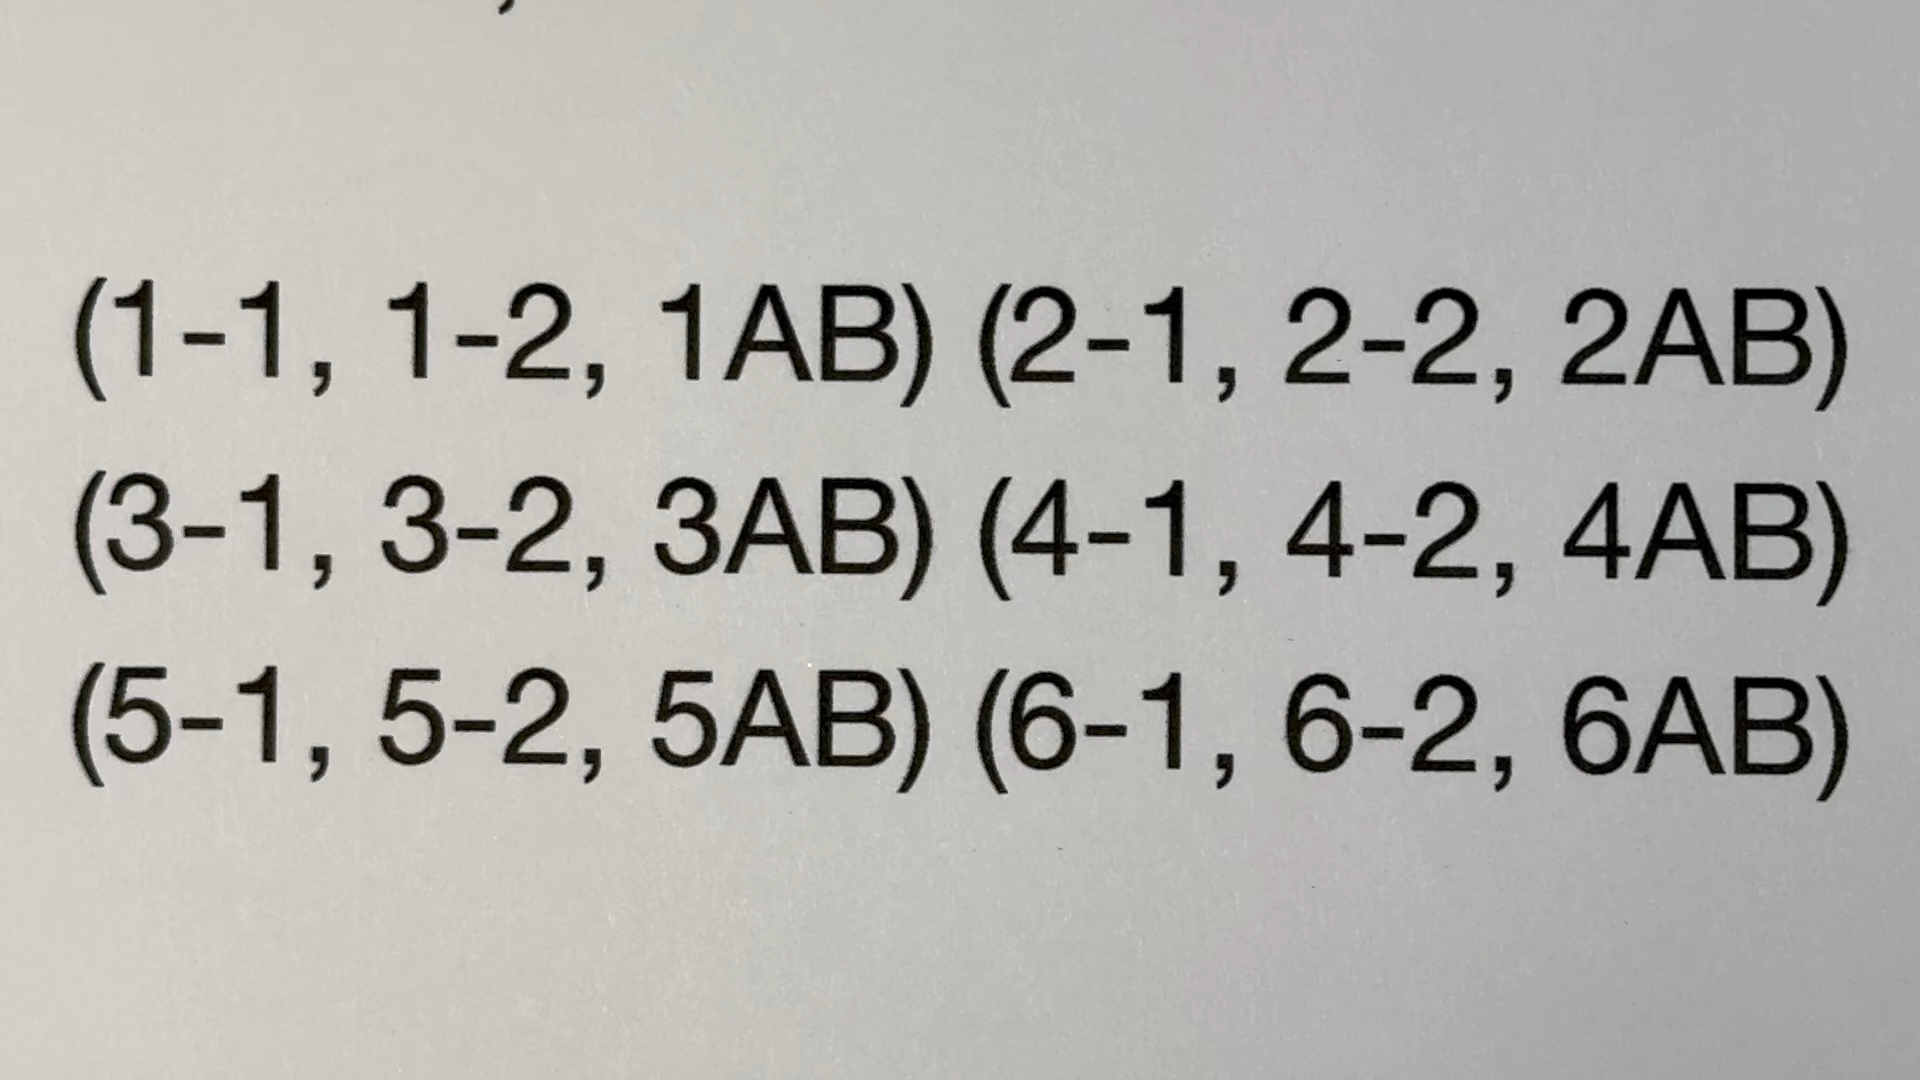 (1-1, 1-2, 1AB) (2-1, 2-2, 2AB)
(3-1, 3-2, 3AB) (4-1, 4-2, 4AB)
(5-1, 5-2, 5AB) (6-1, 6-2, 6AB)